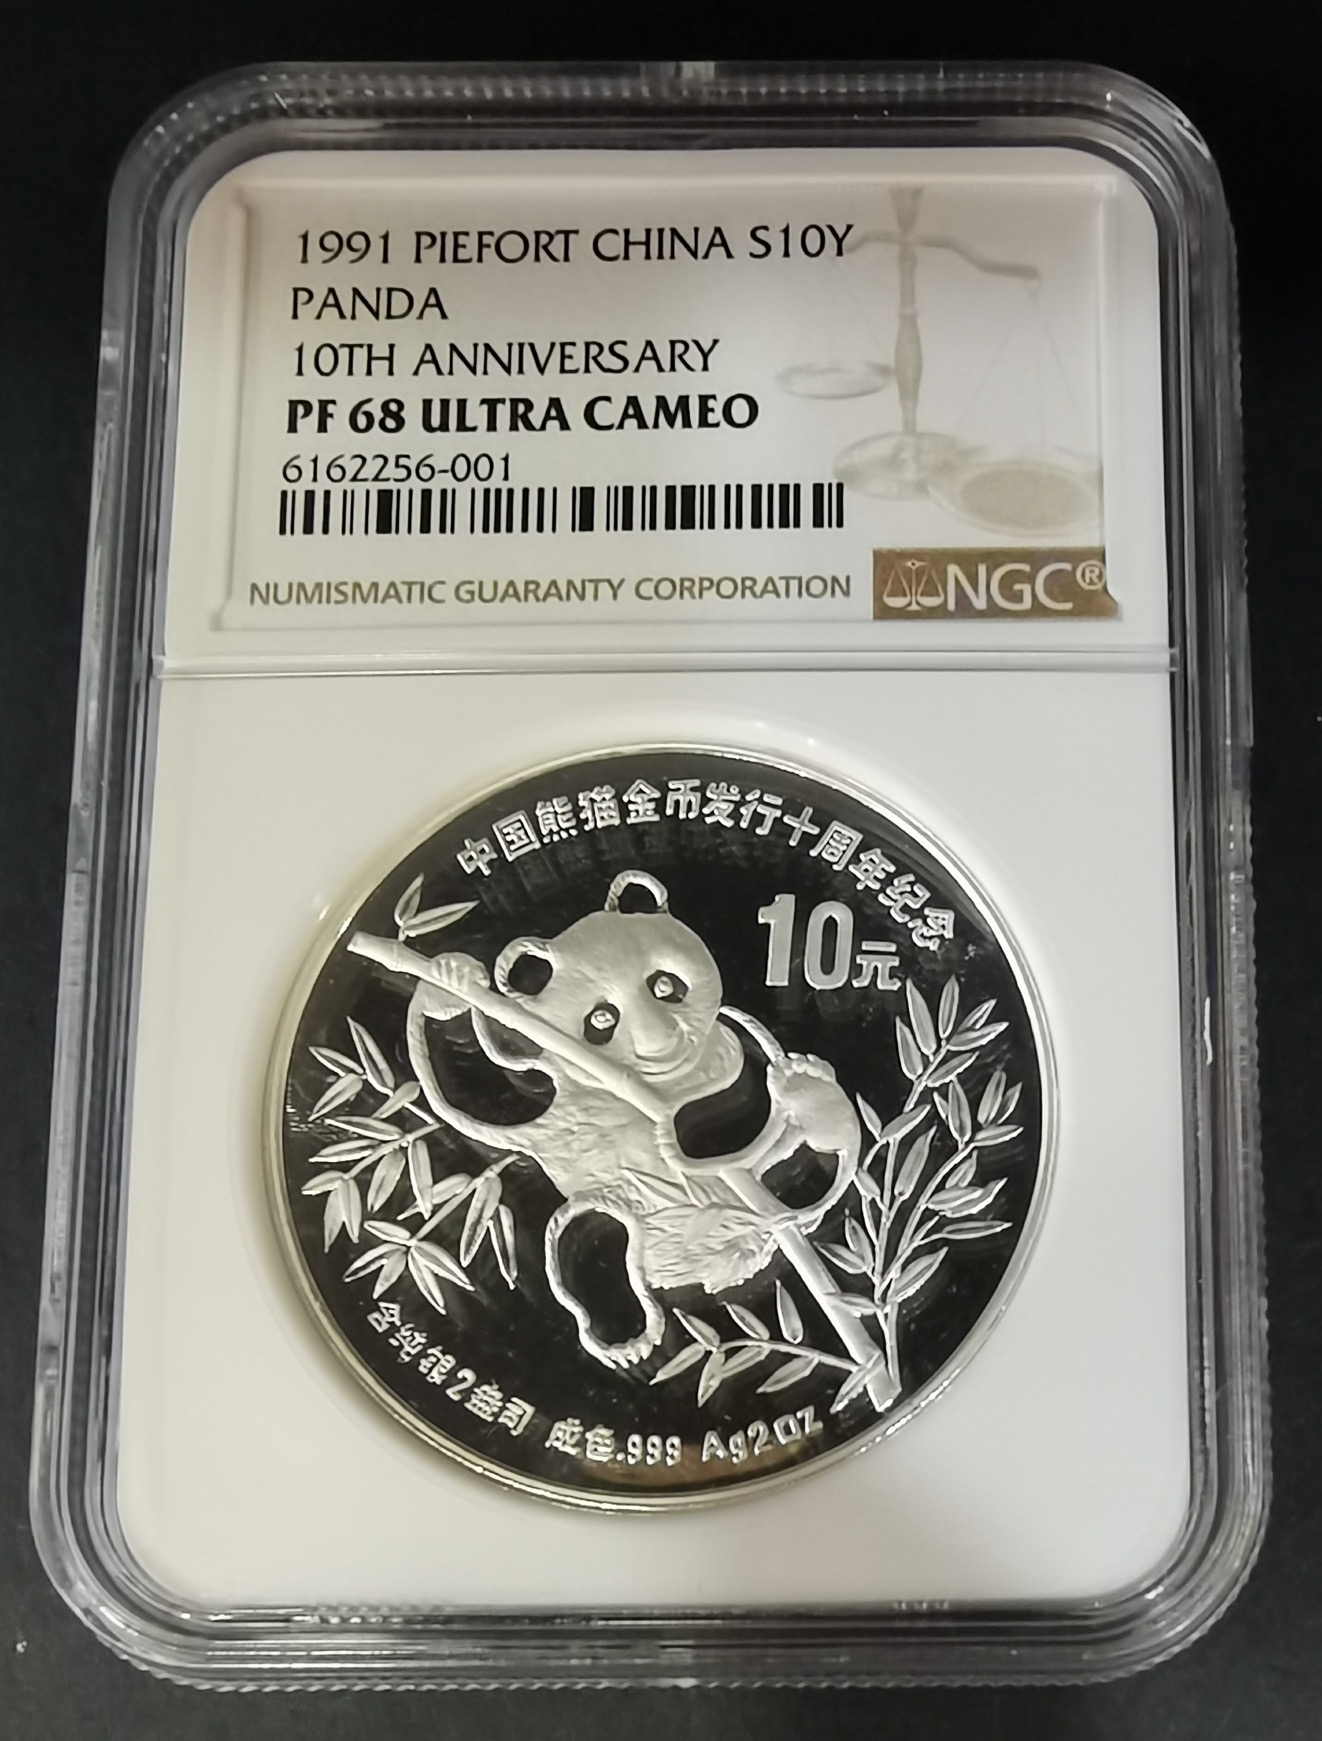 1991 PIEFORT CHINA S10Y
PANDA
10TH ANNIVERSARY
PF 68 ULTRA CAMEO
6162256-001
NUMISMATIC GUARANTY CORPORATION
NGC®
中国熊猫金币发行十周年纪念
10元
含纯银2盎司 成色.999 Ag2oz